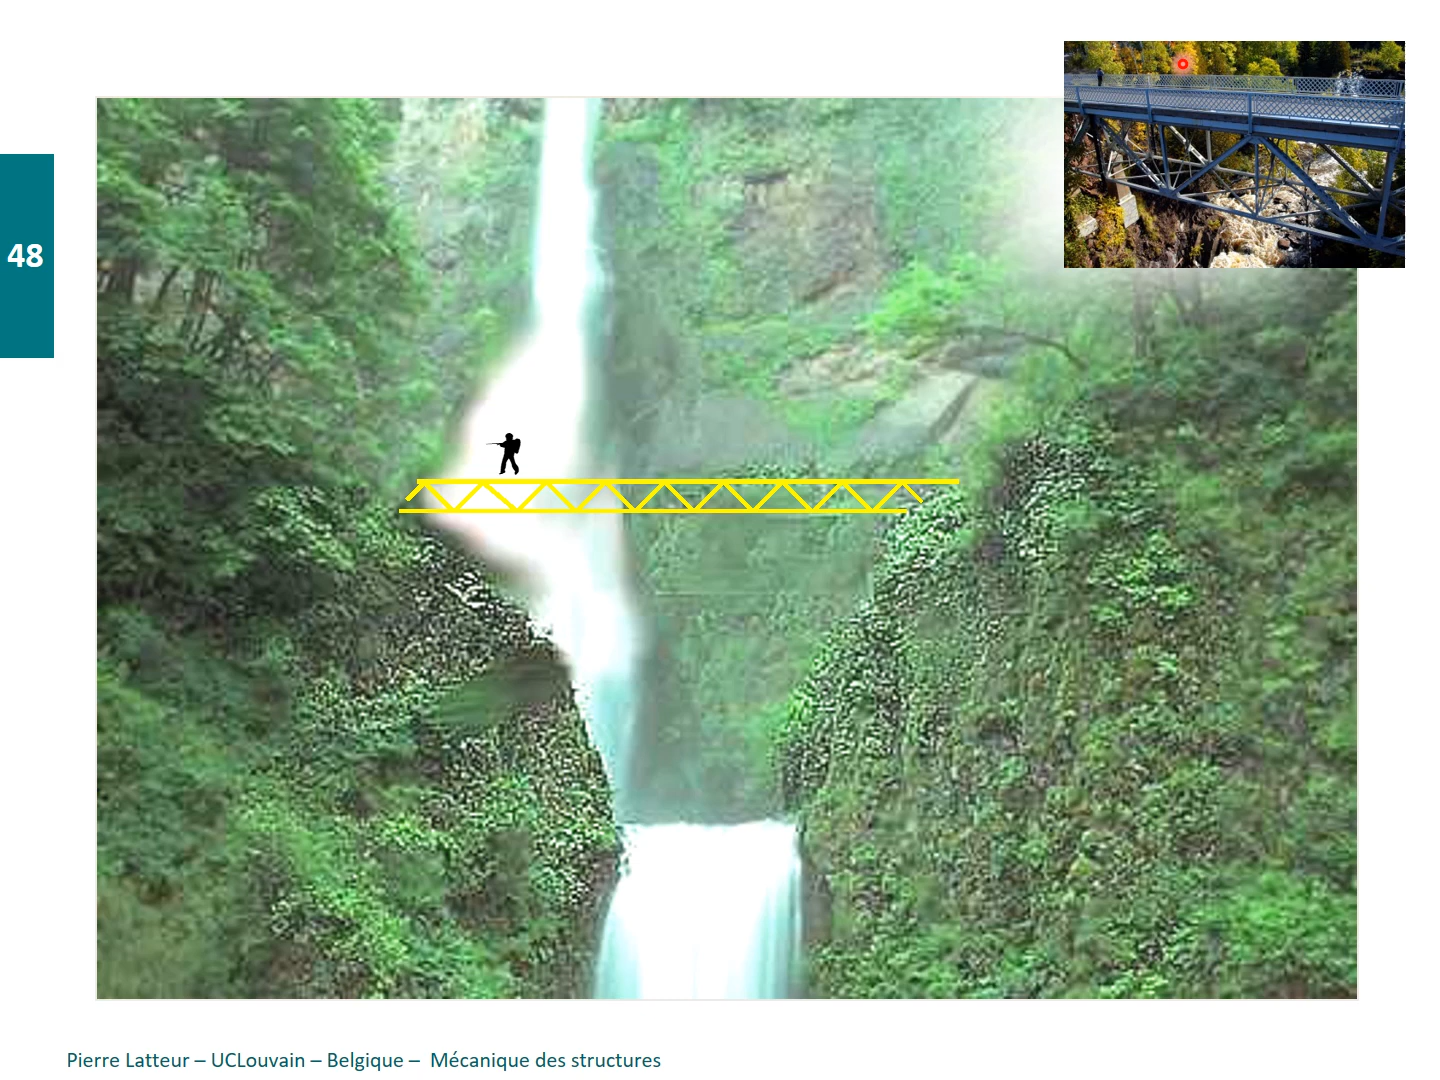 48
Pierre Latteur – UCLouvain – Belgique –  Mécanique des structures